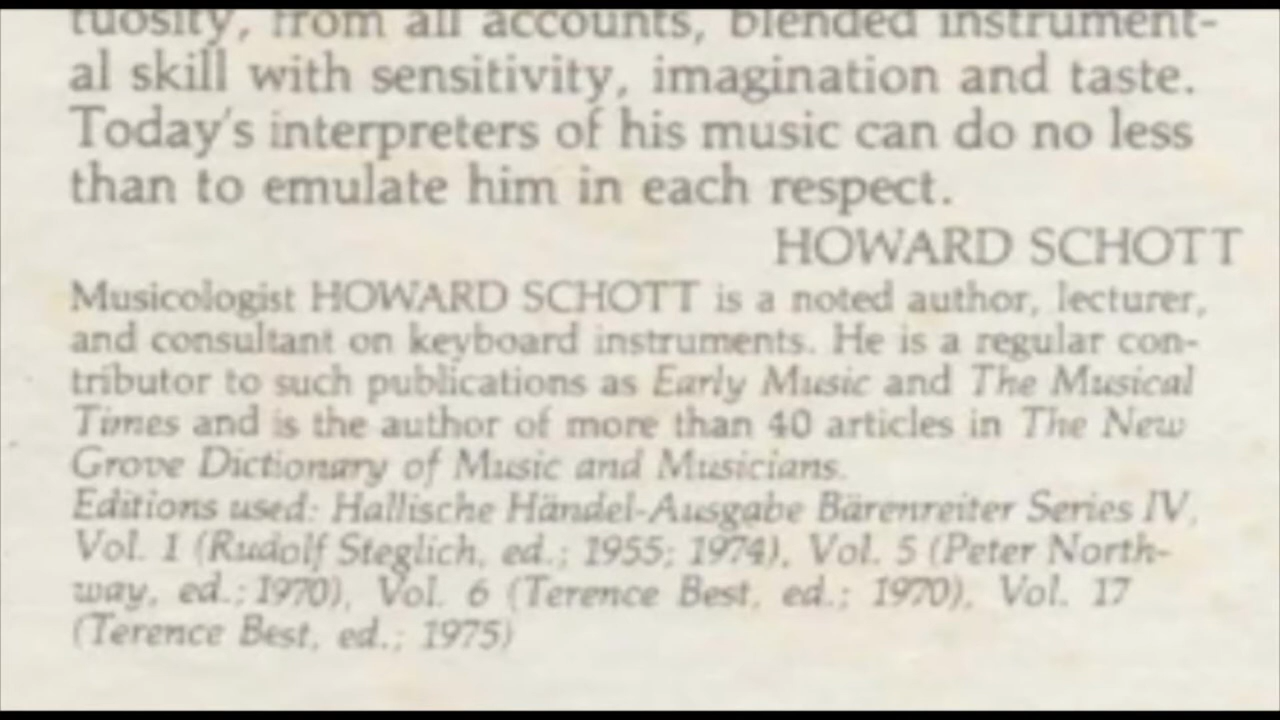 tuosity, from all accounts, blended instrument-
al skill with sensitivity, imagination and taste.
Today's interpreters of his music can do no less
than to emulate him in each respect.
HOWARD SCHOTT
Musicologist HOWARD SCHOTT is a noted author, lecturer,
and consultant on keyboard instruments. He is a regular con-
tributor to such publications as Early Music and The Musical
Times and is the author of more than 40 articles in The New
Grove Dictionary of Music and Musicians.
Editions used: Hallische Händel-Ausgabe Bärenreiter Series IV,
Vol. 1 (Rudolf Steglich, ed.; 1955; 1974), Vol. 5 (Peter North-
way, ed.; 1970), Vol. 6 (Terence Best, ed.; 1970), Vol. 17
(Terence Best, ed.; 1975)